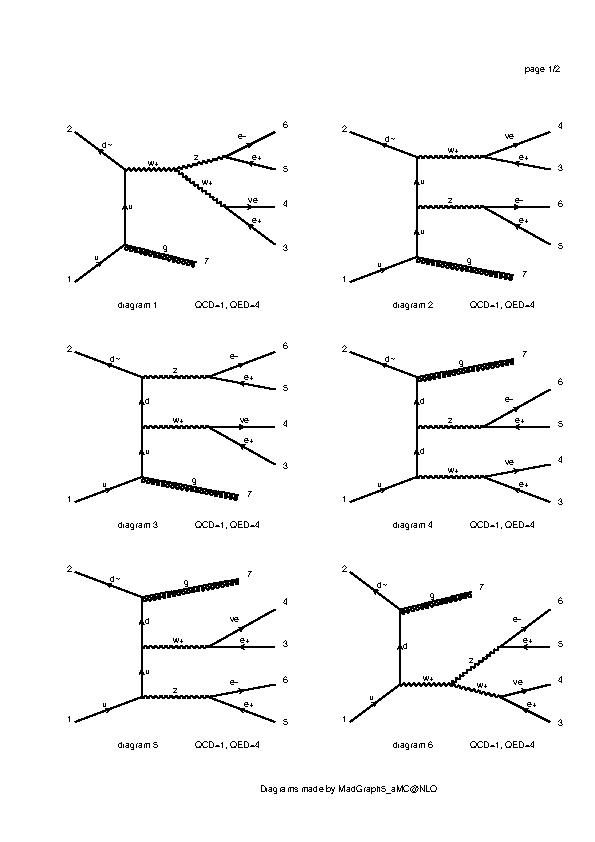 page 1/2
2 d~ w+ z e- 6
e+ 5
w+ ve 4
e+ 3
u
g 7
u
1
diagram 1 QCD=1, QED=4
2 d~ w+ ve 4
e+ 3
u
z e- 6
e+ 5
u
g 7
u
1
diagram 2 QCD=1, QED=4
2 d~ z e- 6
e+ 5
d
w+ ve 4
e+ 3
u
g 7
u
1
diagram 3 QCD=1, QED=4
2 d~ g 7
d
z e- 6
e+ 5
d
w+ ve 4
e+ 3
u
1
diagram 4 QCD=1, QED=4
2 d~ g 7
d
w+ ve 4
e+ 3
u
z e- 6
e+ 5
u
1
diagram 5 QCD=1, QED=4
2 d~ g 7
d
w+ z e- 6
e+ 5
w+ ve 4
e+ 3
u
1
diagram 6 QCD=1, QED=4
Diagrams made by MadGraph5_aMC@NLO